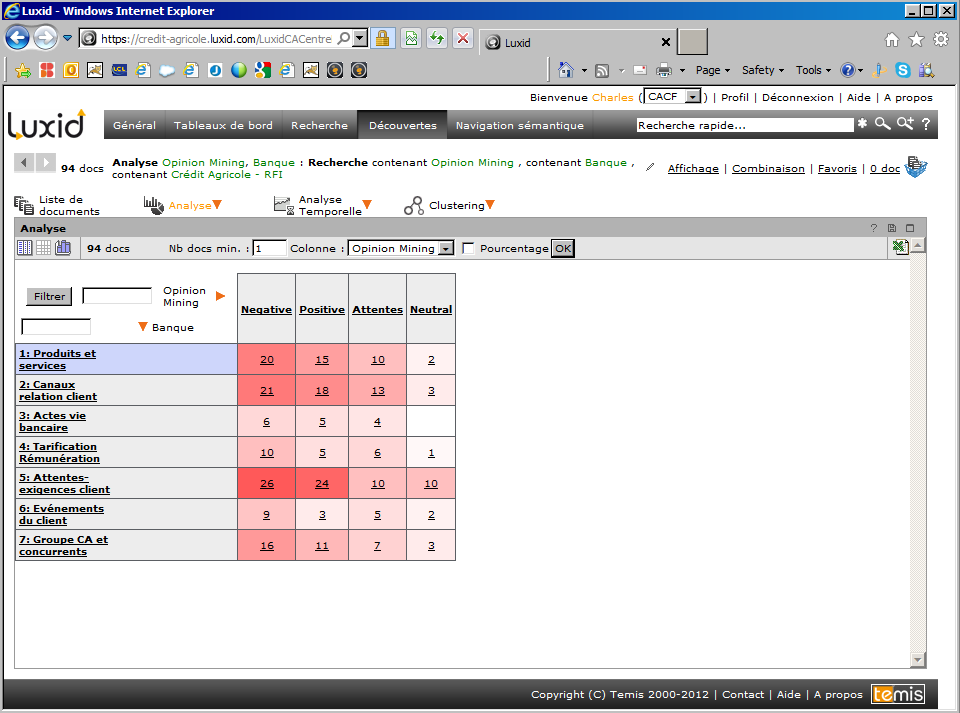 Luxid - Windows Internet Explorer
https://credit-agricole.luxid.com/LuxidCACentre
Luxid
LCL
Page Safety Tools
Bienvenue Charles ( CACF ) | Profil | Déconnexion | Aide | A propos
Luxid
Général Tableaux de bord Recherche Découvertes Navigation sémantique Recherche rapide... * ?
94 docs Analyse Opinion Mining, Banque : Recherche contenant Opinion Mining , contenant Banque ,
contenant Crédit Agricole - RFI
Affichage | Combinaison | Favoris | 0 doc
Liste de
documents
Analyse
Analyse
Temporelle
Clustering
Analyse ?
94 docs Nb docs min. : 1 Colonne : Opinion Mining Pourcentage OK
Filtrer Opinion
Mining
Banque
Negative Positive Attentes Neutral
1: Produits et
services 20 15 10 2
2: Canaux
relation client 21 18 13 3
3: Actes vie
bancaire 6 5 4
4: Tarification
Rémunération 10 5 6 1
5: Attentes-
exigences client 26 24 10 10
6: Evénements
du client 9 3 5 2
7: Groupe CA et
concurrents 16 11 7 3
Copyright (C) Temis 2000-2012 | Contact | Aide | A propos temis